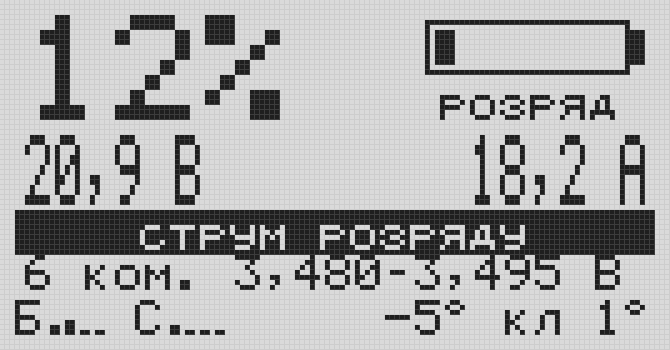 12%
РОЗРЯД
20,9 В 18,2 А
СТРУМ РОЗРЯДУ
6 ком. 3,480-3,495 В
Б.... С.... -5° кл 1°